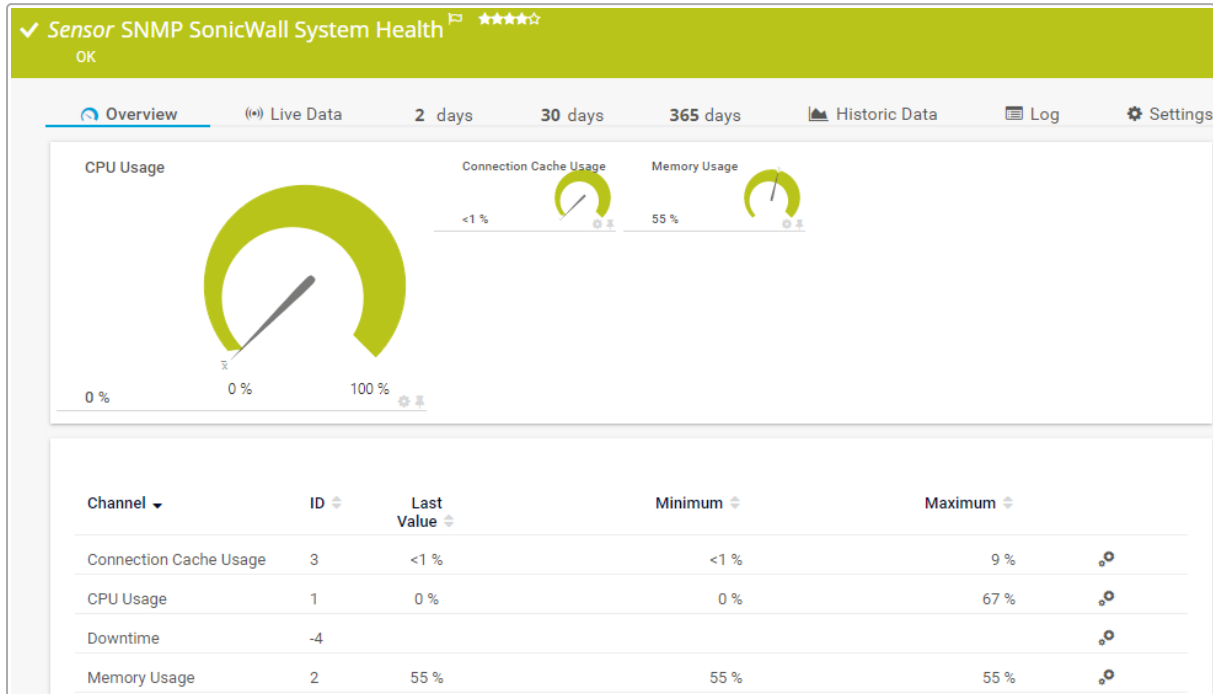 Sensor SNMP SonicWall System Health
OK
Overview Live Data 2 days 30 days 365 days Historic Data Log Settings
CPU Usage
Connection Cache Usage
Memory Usage
<1 %
55 %
x̄
0 %
100 %
0 %
Channel ID Last Value Minimum Maximum
Connection Cache Usage 3 <1 % <1 % 9 %
CPU Usage 1 0 % 0 % 67 %
Downtime -4
Memory Usage 2 55 % 55 % 55 %